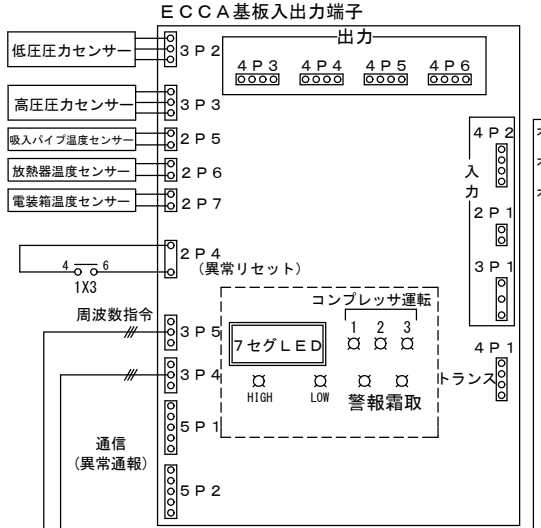 ECCA基板入出力端子
出力
4P3 4P4 4P5 4P6
低圧圧力センサー 3P2
高圧圧力センサー 3P3
吸入パイプ温度センサー 2P5
放熱器温度センサー 2P6
電装箱温度センサー 2P7
入力
4P2
2P1
3P1
2P4
(異常リセット)
4 6
1X3
周波数指令
3P5
3P4
コンプレッサ運転
1 2 3
7セグLED
HIGH LOW 警報霜取
4P1
トランス
通信
(異常通報)
5P1
5P2